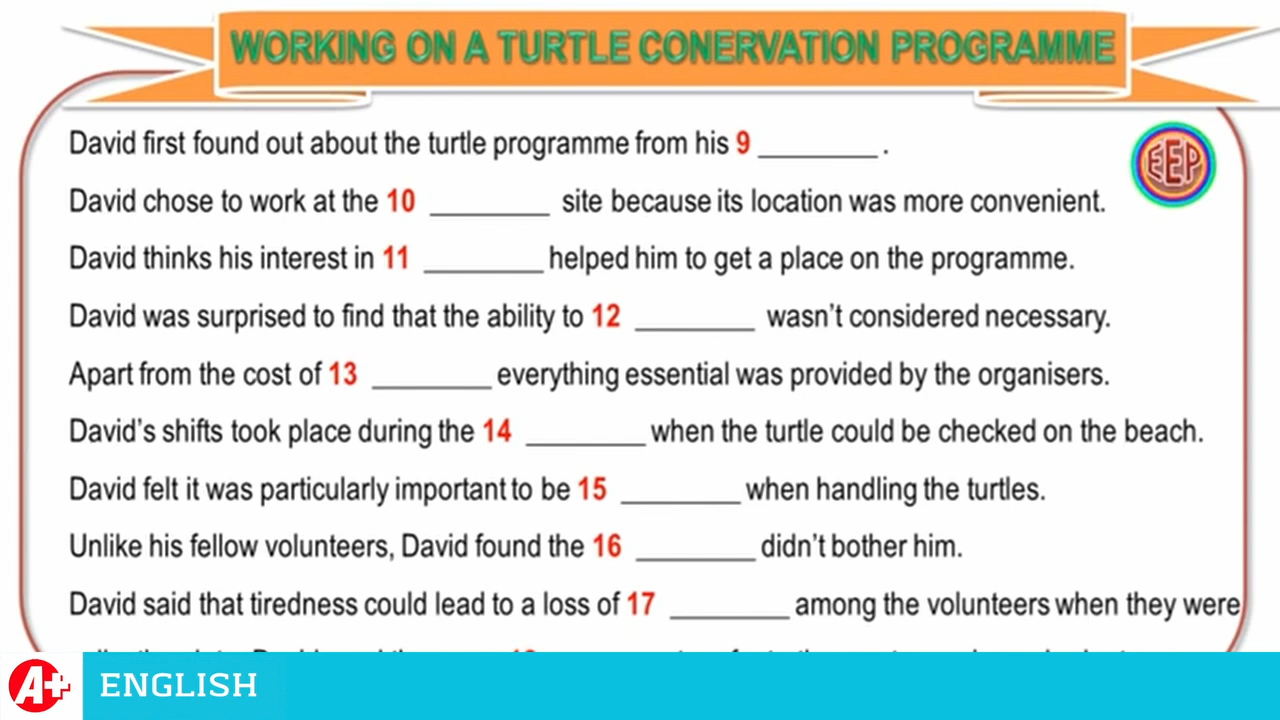 WORKING ON A TURTLE CONERVATION PROGRAMME
David first found out about the turtle programme from his 9 ________ .
EEP
David chose to work at the 10 ________ site because its location was more convenient.
David thinks his interest in 11 ________ helped him to get a place on the programme.
David was surprised to find that the ability to 12 ________ wasn't considered necessary.
Apart from the cost of 13 ________ everything essential was provided by the organisers.
David's shifts took place during the 14 ________ when the turtle could be checked on the beach.
David felt it was particularly important to be 15 ________ when handling the turtles.
Unlike his fellow volunteers, David found the 16 ________ didn't bother him.
David said that tiredness could lead to a loss of 17 ________ among the volunteers when they were
A+ ENGLISH